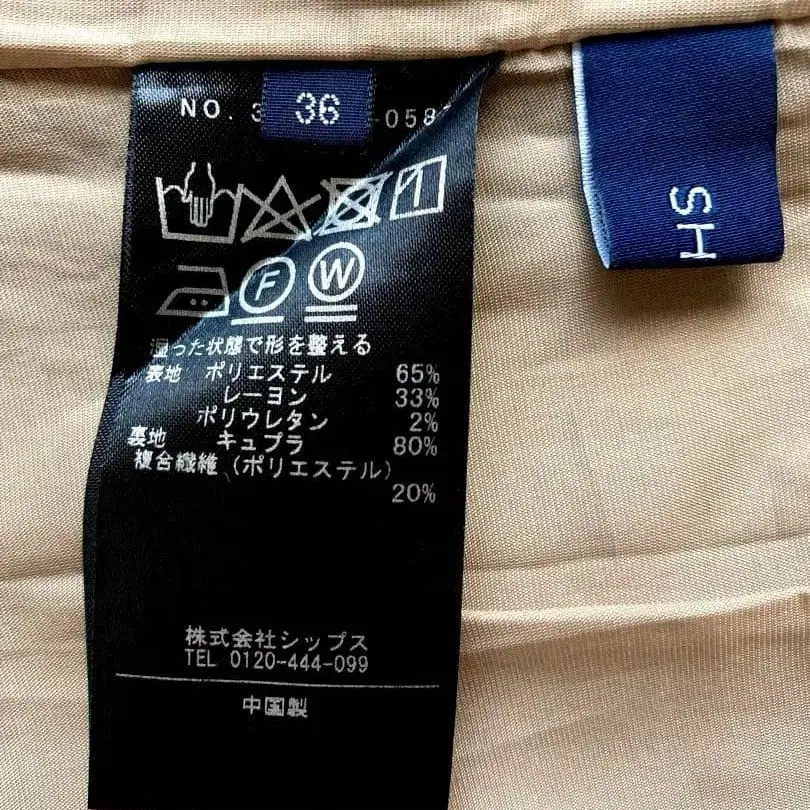 NO. 3 36 -058
F W
湿った状態で形を整える
表地 ポリエステル 65%
レーヨン 33%
ポリウレタン 2%
裏地 キュプラ 80%
複合繊維(ポリエステル)
20%
株式会社シップス
TEL 0120-444-099
中国製
SH